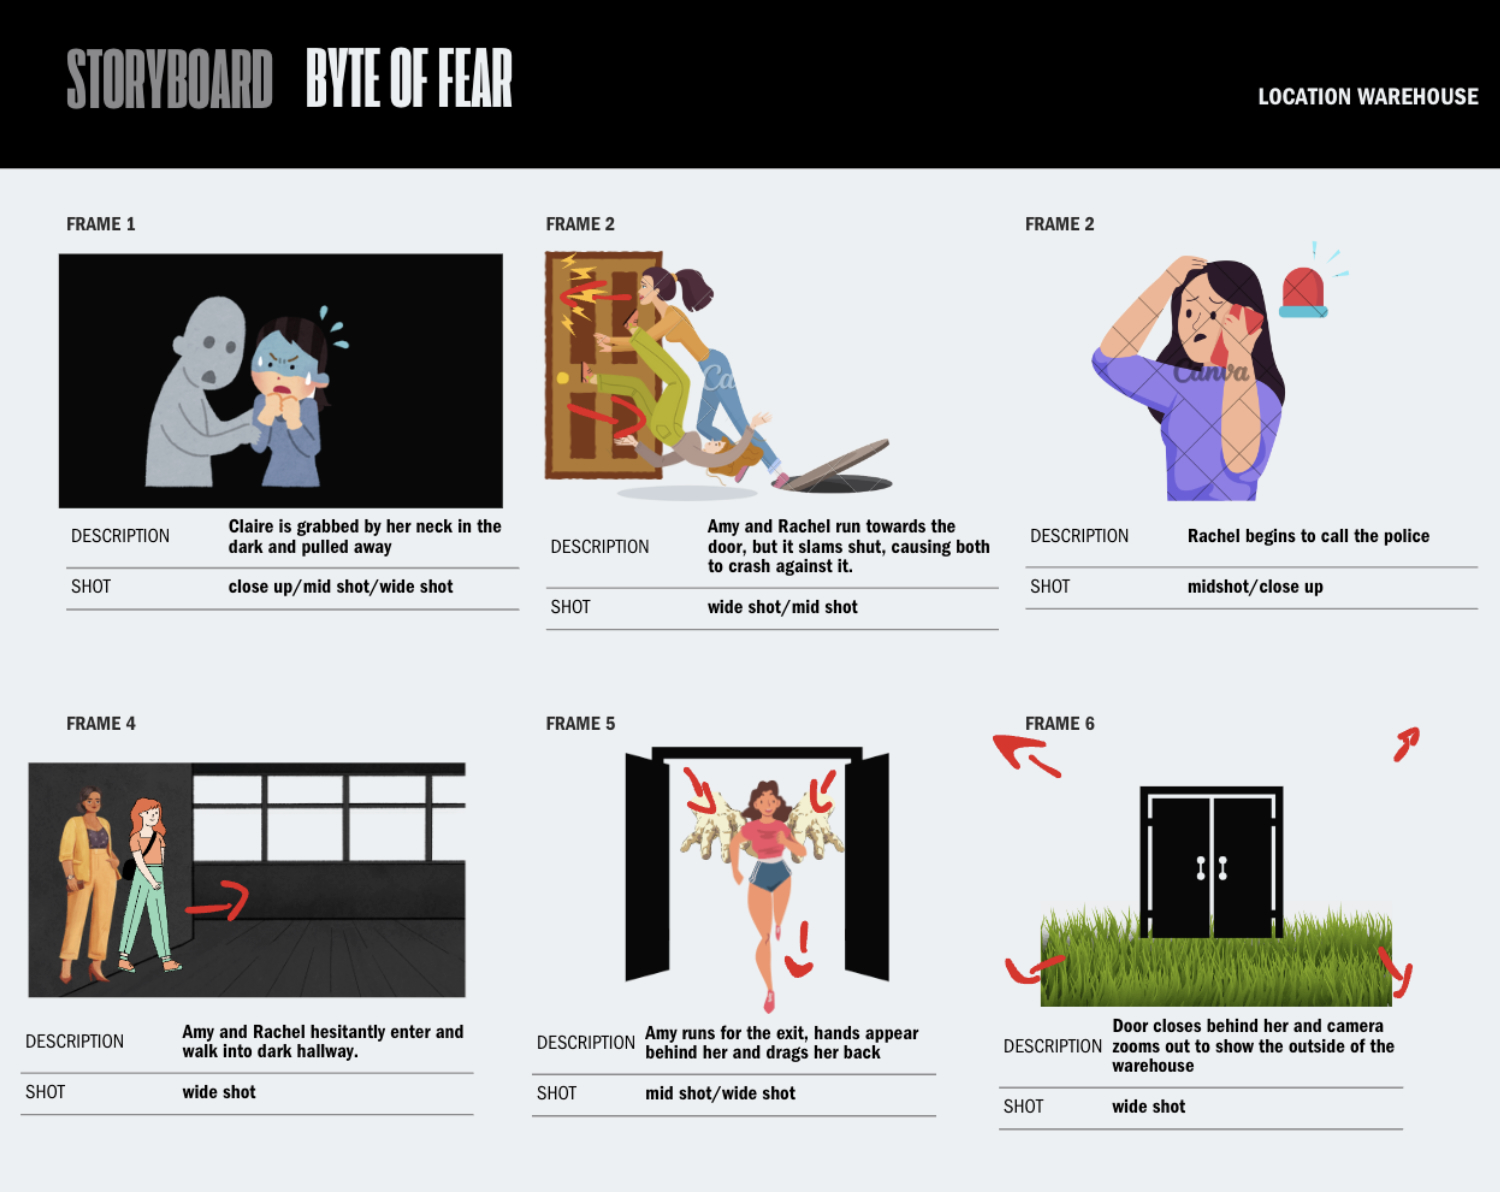 STORYBOARD BYTE OF FEAR
LOCATION WAREHOUSE
FRAME 1
DESCRIPTION
Claire is grabbed by her neck in the
dark and pulled away
SHOT
close up/mid shot/wide shot
FRAME 2
Ca
DESCRIPTION
Amy and Rachel run towards the
door, but it slams shut, causing both
to crash against it.
SHOT
wide shot/mid shot
FRAME 2
Canva
DESCRIPTION
Rachel begins to call the police
SHOT
midshot/close up
FRAME 4
DESCRIPTION
Amy and Rachel hesitantly enter and
walk into dark hallway.
SHOT
wide shot
FRAME 5
DESCRIPTION
Amy runs for the exit, hands appear
behind her and drags her back
SHOT
mid shot/wide shot
FRAME 6
DESCRIPTION
Door closes behind her and camera
zooms out to show the outside of the
warehouse
SHOT
wide shot